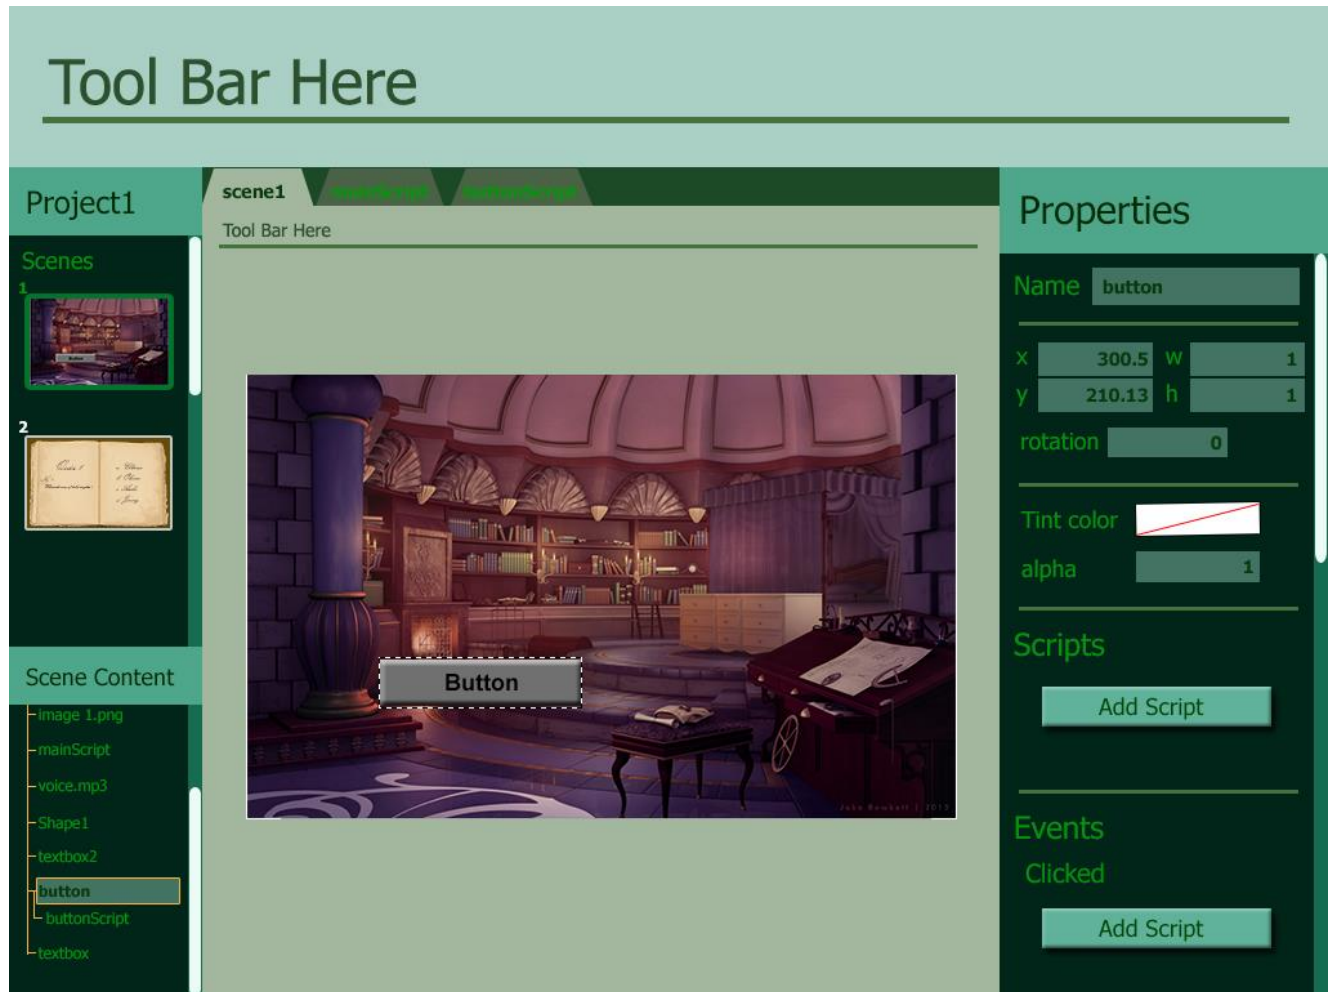 Tool Bar Here
Project1
Scenes
1
2
Scene Content
image 1.png
mainScript
voice.mp3
Shape1
textbox2
button
buttonScript
textbox
scene1 mainScript buttonScript
Tool Bar Here
Button
Properties
Name button
x 300.5 w 1
y 210.13 h 1
rotation 0
Tint color
alpha 1
Scripts
Add Script
Events
Clicked
Add Script